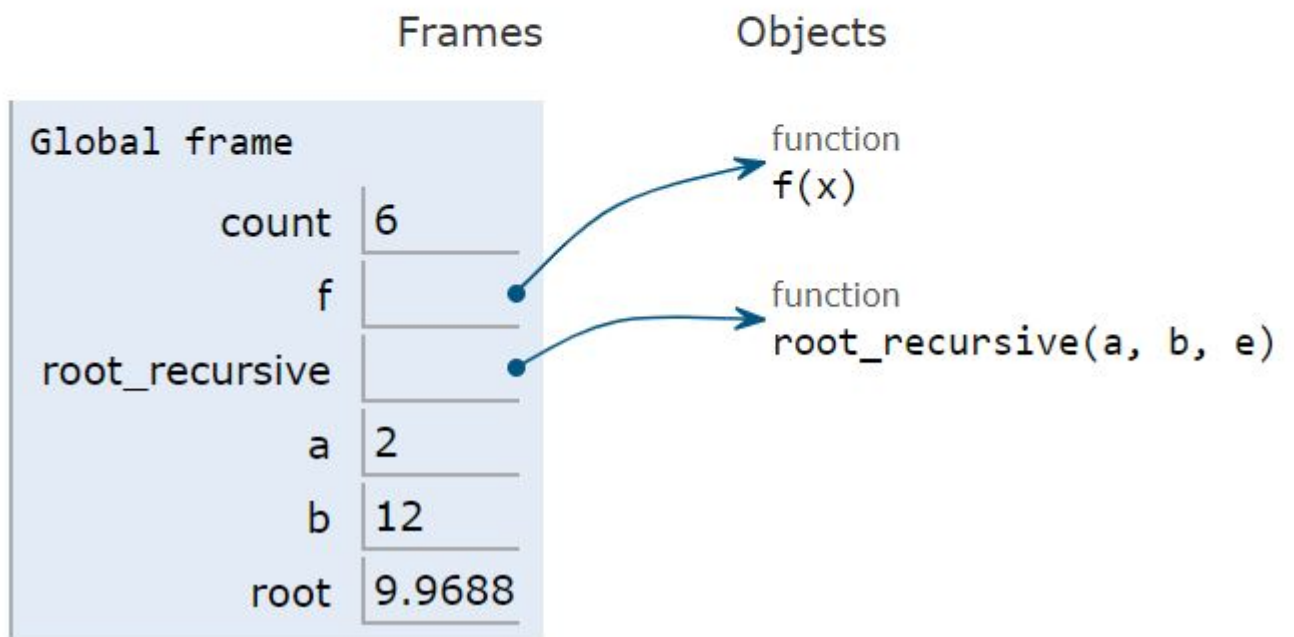 Frames Objects
Global frame
count 6
f
root_recursive
a 2
b 12
root 9.9688
function
f(x)
function
root_recursive(a, b, e)